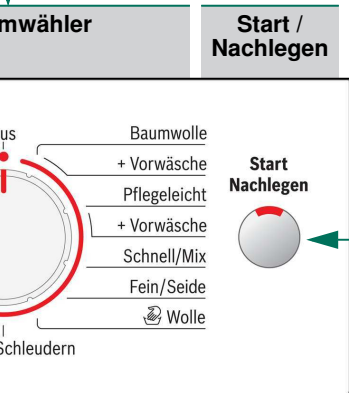 mwähler
Start /
Nachlegen
us
Baumwolle
+ Vorwäsche
Pflegeleicht
+ Vorwäsche
Schnell/Mix
Fein/Seide
Wolle
Schleudern
Start
Nachlegen